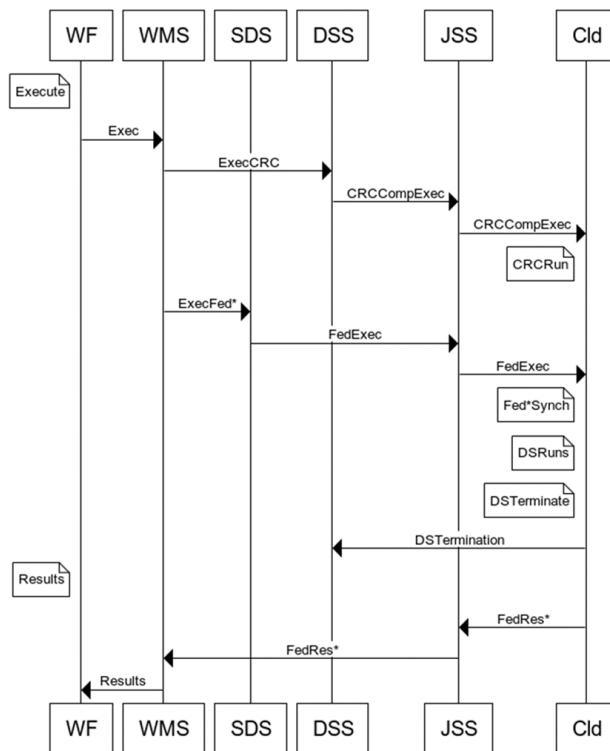 WF WMS SDS DSS JSS Cld
Execute
Exec
ExecCRC
CRCCompExec
CRCCompExec
CRCRun
ExecFed*
FedExec
FedExec
Fed*Synch
DSRuns
DSTerminate
DSTermination
Results
FedRes*
FedRes*
Results
WF WMS SDS DSS JSS Cld